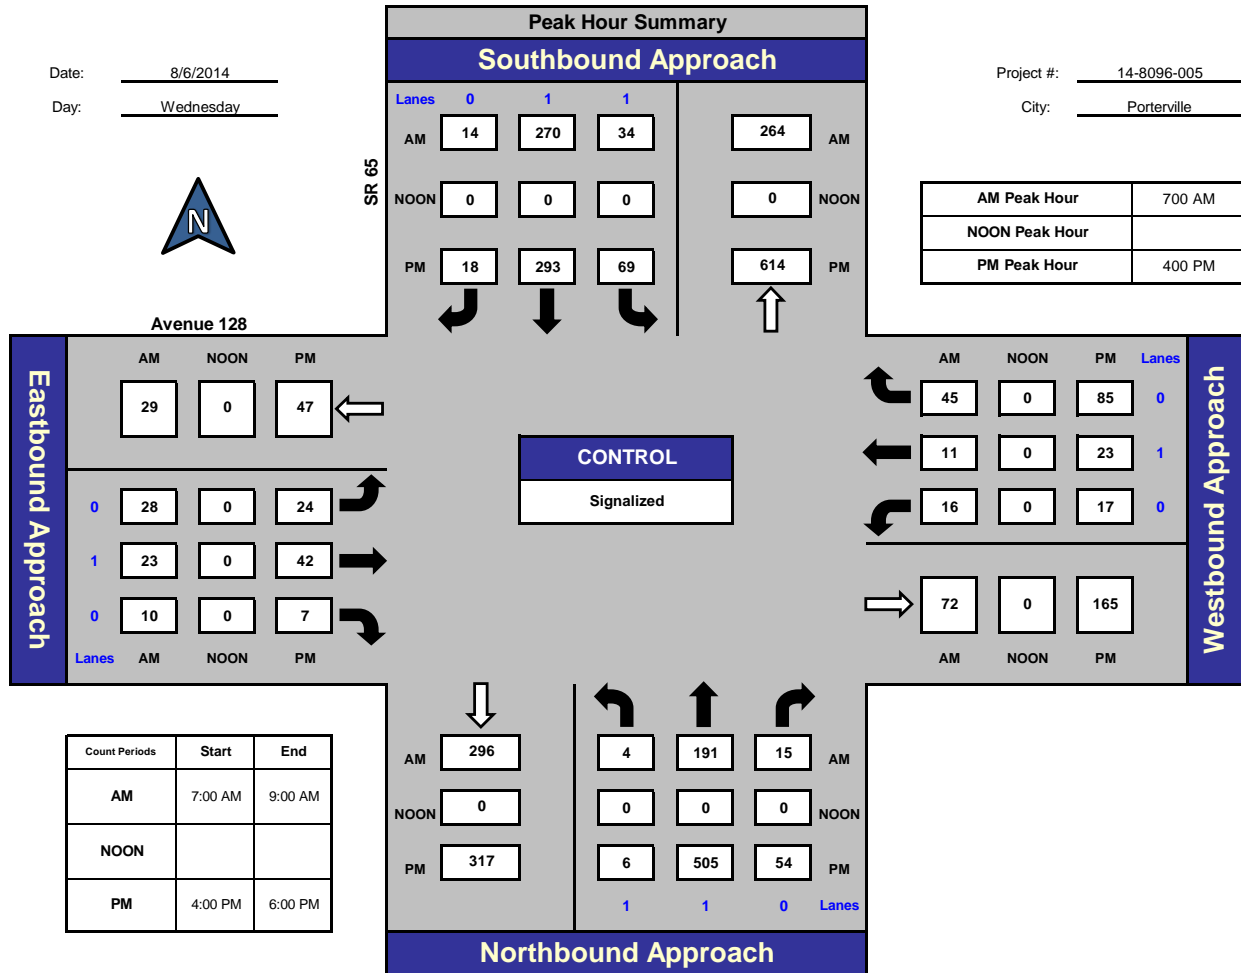 Peak Hour Summary
Southbound Approach
Date: 8/6/2014
Day: Wednesday
Project #: 14-8096-005
City: Porterville
N
SR 65
Lanes 0 1 1
AM 14 270 34 264 AM
NOON 0 0 0 0 NOON
PM 18 293 69 614 PM
AM Peak Hour 700 AM
NOON Peak Hour
PM Peak Hour 400 PM
Avenue 128
Eastbound Approach
AM NOON PM
29 0 47
0 28 0 24
1 23 0 42
0 10 0 7
Lanes AM NOON PM
CONTROL
Signalized
AM NOON PM Lanes
45 0 85 0
11 0 23 1
16 0 17 0
72 0 165
AM NOON PM
Westbound Approach
Count Periods Start End
AM 7:00 AM 9:00 AM
NOON
PM 4:00 PM 6:00 PM
AM 296 4 191 15 AM
NOON 0 0 0 0 NOON
PM 317 6 505 54 PM
1 1 0 Lanes
Northbound Approach